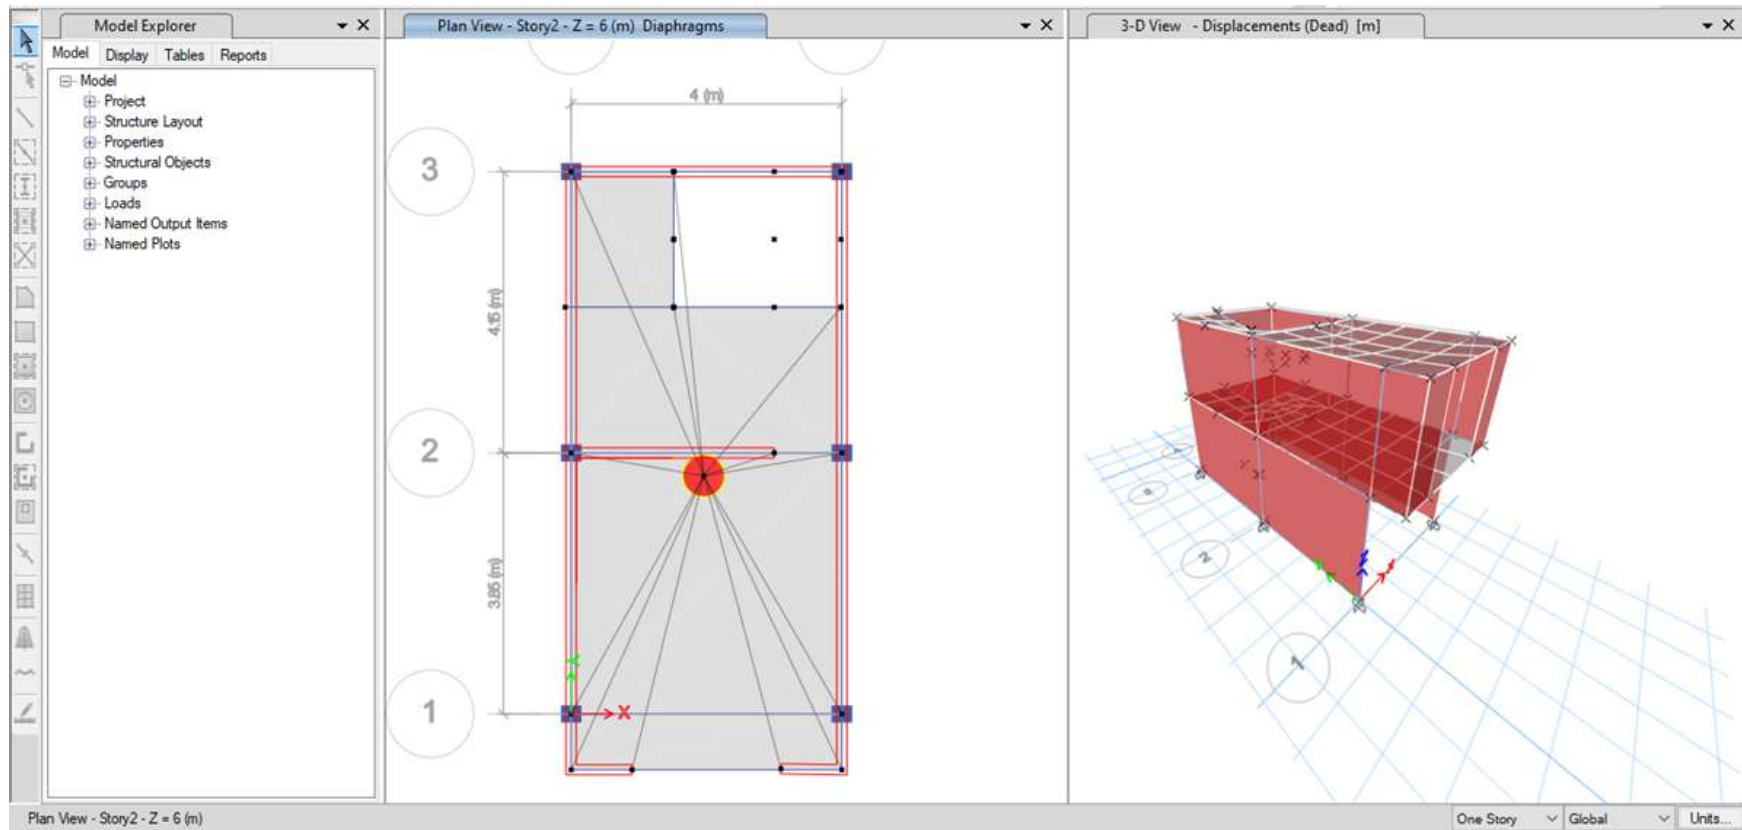 Model Explorer
Model Display Tables Reports
Model
Project
Structure Layout
Properties
Structural Objects
Groups
Loads
Named Output Items
Named Plots
Plan View - Story2 - Z = 6 (m) Diaphragms
4 (m)
3
4.15 (m)
2
3.85 (m)
Y
X
1
3-D View - Displacements (Dead) [m]
2
1
Plan View - Story2 - Z = 6 (m)
One Story
Global
Units...